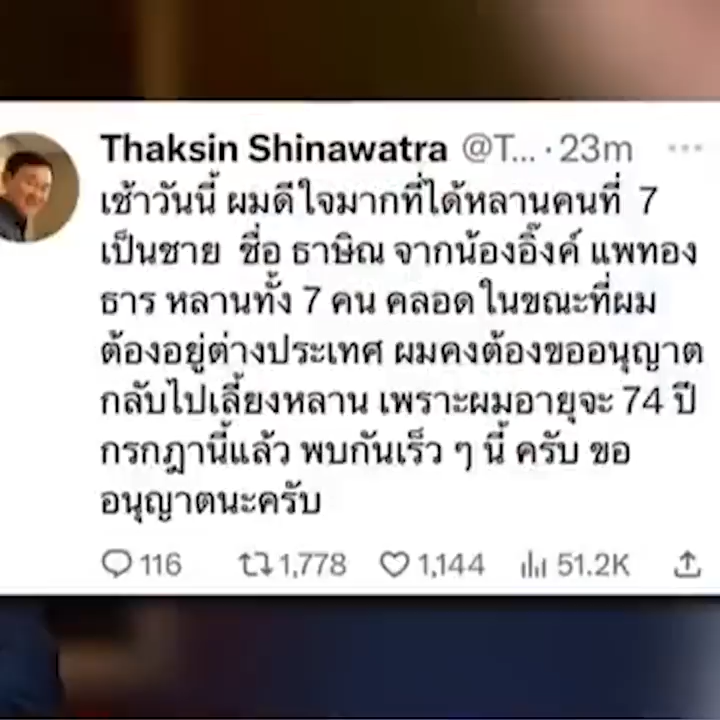 Thaksin Shinawatra @T... · 23m
เช้าวันนี้ ผมดีใจมากที่ได้หลานคนที่ 7
เป็นชาย ชื่อ ธาษิณ จากน้องอิ๊งค์ แพทอง
ธาร หลานทั้ง 7 คน คลอดในขณะที่ผม
ต้องอยู่ต่างประเทศ ผมคงต้องขออนุญาต
กลับไปเลี้ยงหลาน เพราะผมอายุจะ 74 ปี
กรกฎานี้แล้ว พบกันเร็ว ๆ นี้ ครับ ขอ
อนุญาตนะครับ
116 1,778 1,144 51.2K